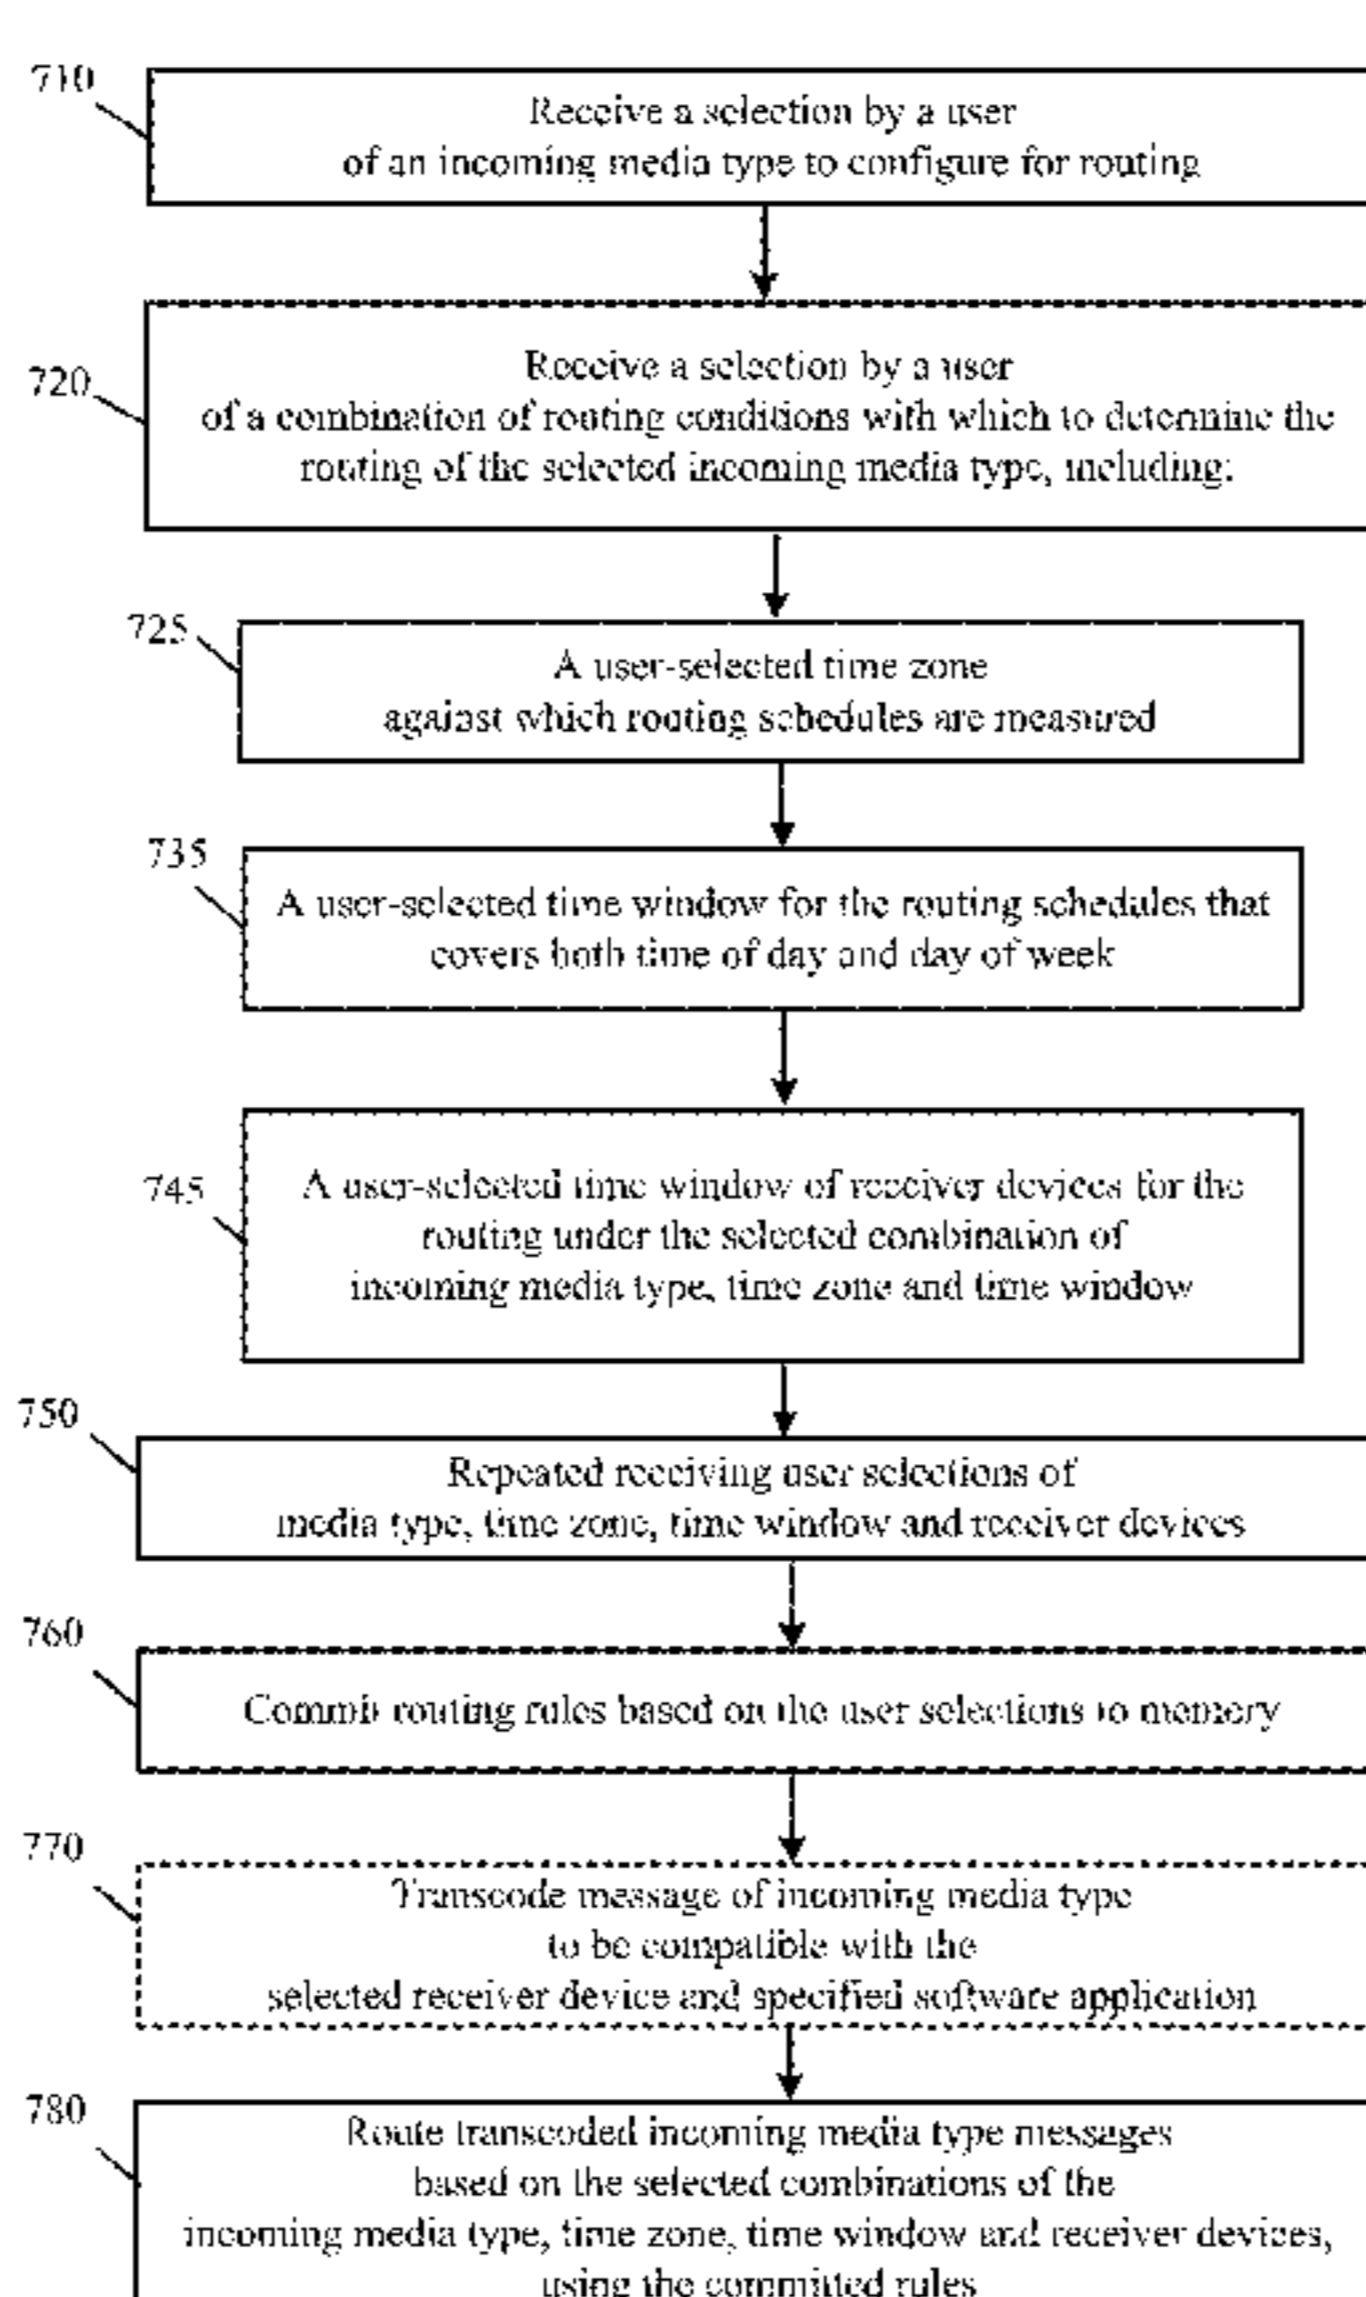 710
Receive a selection by a user
of an incoming media type to configure for routing
720
Receive a selection by a user
of a combination of routing conditions with which to determine the
routing of the selected incoming media type, including:
725
A user-selected time zone
against which routing schedules are measured
735
A user-selected time window for the routing schedules that
covers both time of day and day of week
745
A user-selected time window of receiver devices for the
routing under the selected combination of
incoming media type, time zone and time window
750
Repeated receiving user selections of
media type, time zone, time window and receiver devices
760
Commit routing rules based on the user selections to memory
770
Transcode message of incoming media type
to be compatible with the
selected receiver device and specified software application
780
Route transcoded incoming media type messages
based on the selected combinations of the
incoming media type, time zone, time window and receiver devices,
using the committed rules